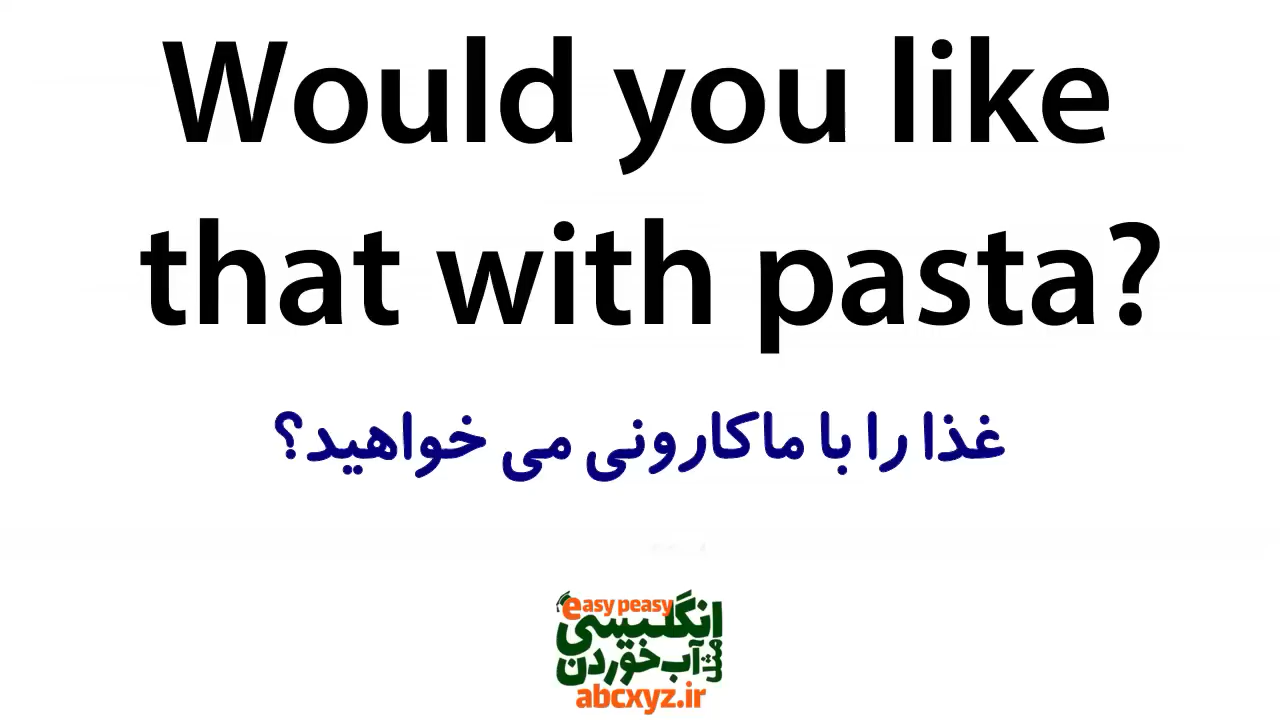 Would you like
that with pasta?
غذا را با ماکارونی می خواهید؟
easy peasy
انگلیسی
مثل آب خوردن
abcxyz.ir